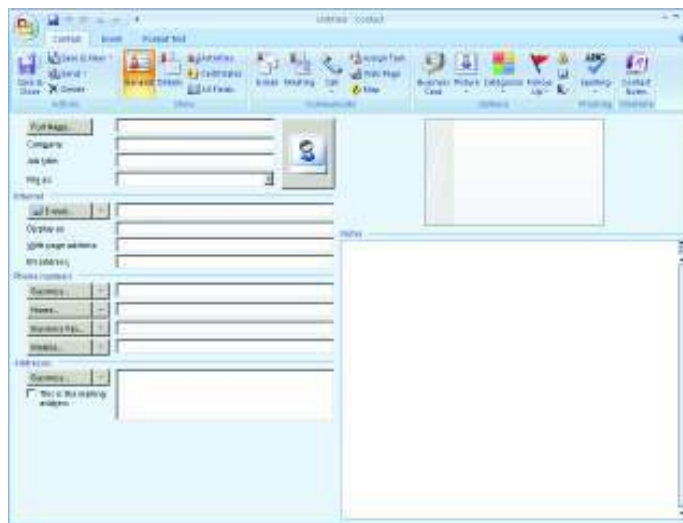 Untitled - Contact
Contact Insert Format Text
Save & Close
Save & New
Send
Delete
Actions
General Details
Activities
Certificates
All Fields
Show
E-mail Meeting Call
Assign Task
Web Page
Map
Communicate
Business Card
Picture Categorize Follow Up
Options
Spelling
Proofing
Contact Notes
Full Name...
Company
Job title
File as
Internet
E-mail...
Display as
Web page address
IM address
Phone numbers
Business...
Home...
Business Fax...
Mobile...
Addresses
Business...
This is the mailing address
Notes